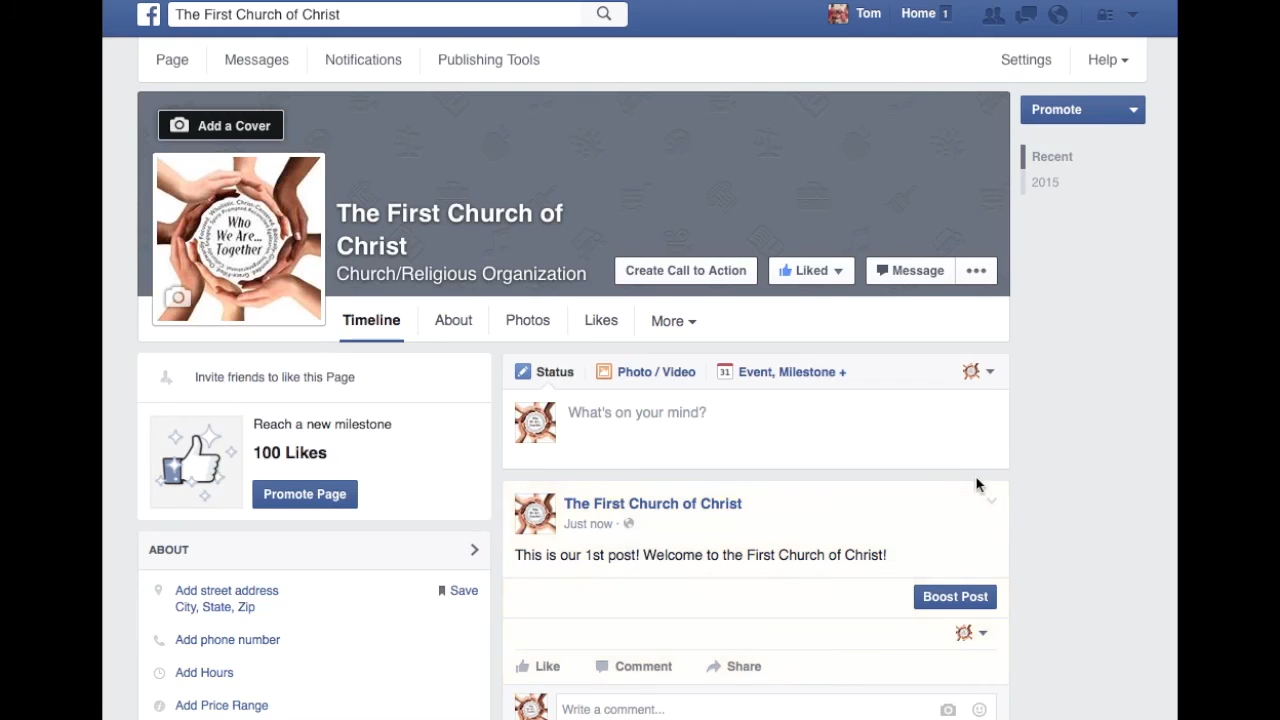 The First Church of Christ
Tom
Home 1
Page
Messages
Notifications
Publishing Tools
Settings
Help
Add a Cover
Promote
Recent
2015
Who
We Are...
Together
The First Church of
Christ
Church/Religious Organization
Create Call to Action
Liked
Message
Timeline
About
Photos
Likes
More
Invite friends to like this Page
Reach a new milestone
100 Likes
Promote Page
ABOUT
Add street address
City, State, Zip
Save
Add phone number
Add Hours
Add Price Range
Status
Photo / Video
31
Event, Milestone +
What's on your mind?
The First Church of Christ
Just now ·
This is our 1st post! Welcome to the First Church of Christ!
Boost Post
Like
Comment
Share
Write a comment...